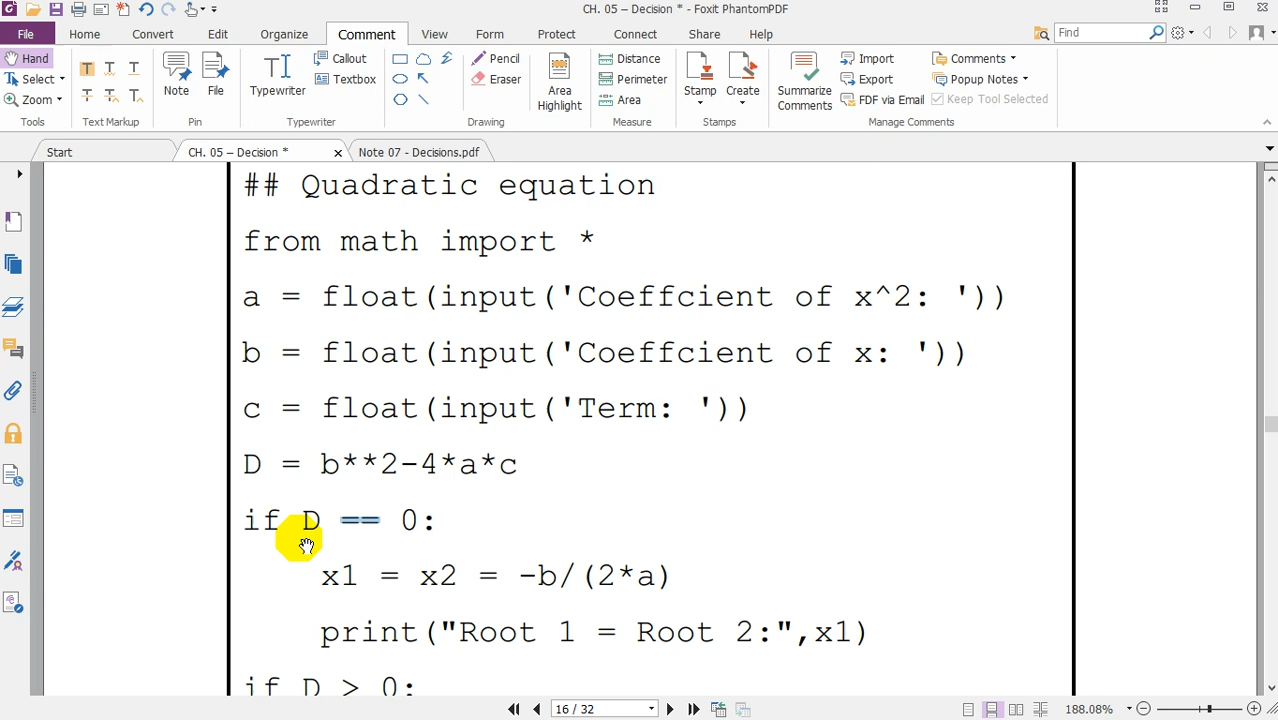 CH. 05 – Decision * - Foxit PhantomPDF
File Home Convert Edit Organize Comment View Form Protect Connect Share Help Find
Hand
Select
Zoom
Tools
Text Markup
Note
File
Pin
Typewriter
Callout
Textbox
Typewriter
Pencil
Eraser
Area
Highlight
Drawing
Distance
Perimeter
Area
Measure
Stamp
Create
Stamps
Summarize
Comments
Import
Export
FDF via Email
Comments
Popup Notes
Keep Tool Selected
Manage Comments
Start
CH. 05 – Decision *
Note 07 - Decisions.pdf
## Quadratic equation
from math import *
a = float(input('Coeffcient of x^2: '))
b = float(input('Coeffcient of x: '))
c = float(input('Term: '))
D = b**2-4*a*c
if D == 0:
x1 = x2 = -b/(2*a)
print("Root 1 = Root 2:",x1)
if D > 0:
16 / 32
188.08%